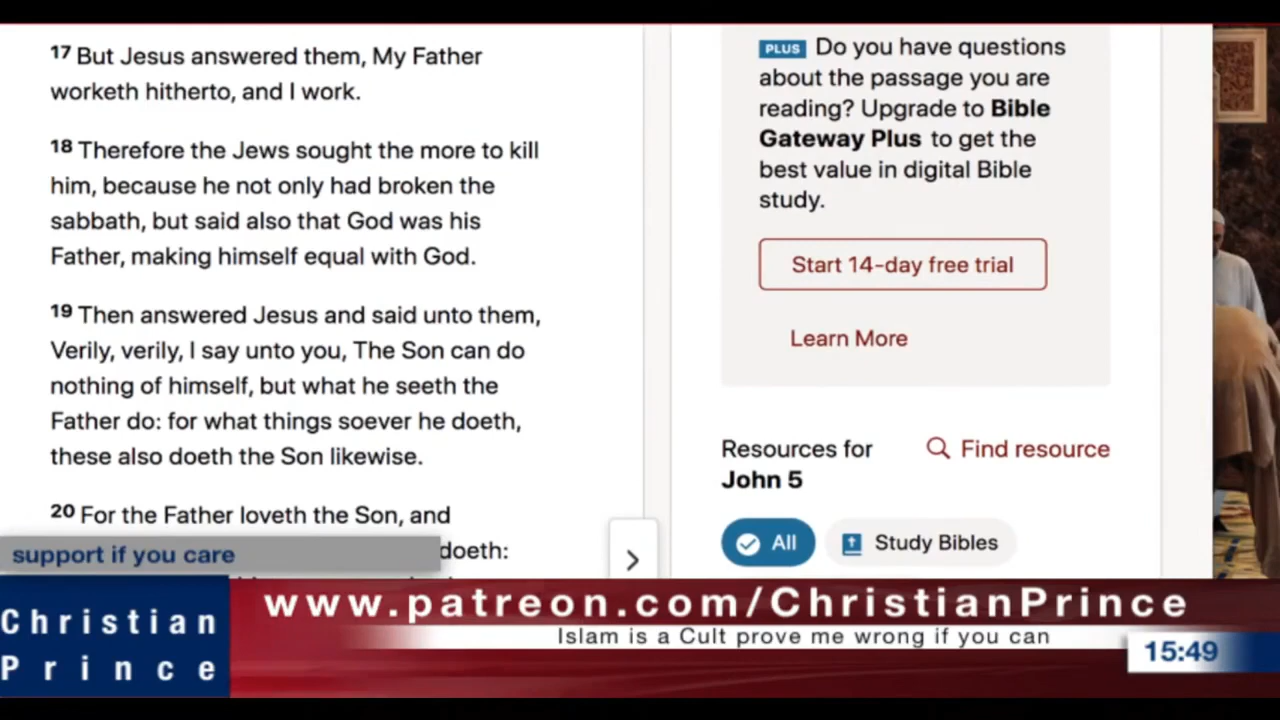 17 But Jesus answered them, My Father
worketh hitherto, and I work.
18 Therefore the Jews sought the more to kill
him, because he not only had broken the
sabbath, but said also that God was his
Father, making himself equal with God.
19 Then answered Jesus and said unto them,
Verily, verily, I say unto you, The Son can do
nothing of himself, but what he seeth the
Father do: for what things soever he doeth,
these also doeth the Son likewise.
20 For the Father loveth the Son, and
doeth:
PLUS Do you have questions
about the passage you are
reading? Upgrade to Bible
Gateway Plus to get the
best value in digital Bible
study.
Start 14-day free trial
Learn More
Resources for
John 5
Find resource
All
Study Bibles
support if you care
Christian
Prince
www.patreon.com/ChristianPrince
Islam is a Cult prove me wrong if you can
15:49